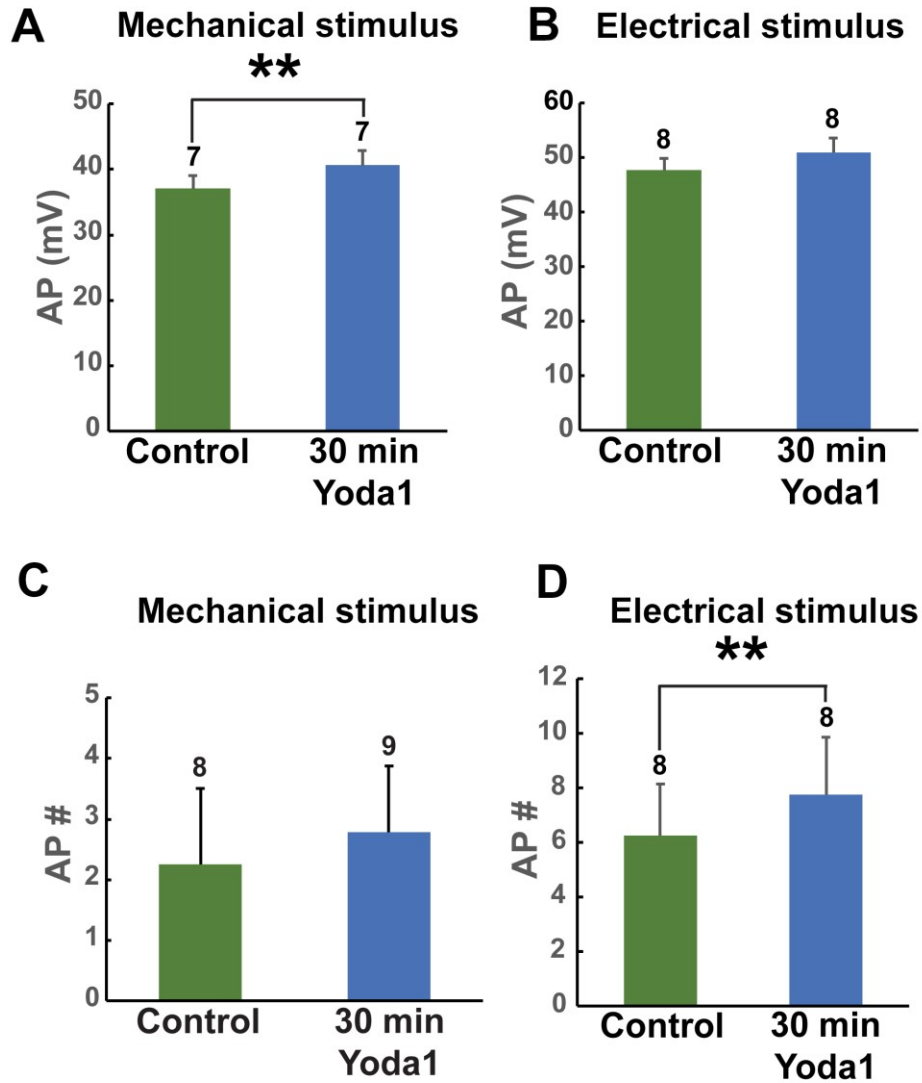 A
Mechanical stimulus
**
50
40
30
20
10
0
AP (mV)
7
7
Control
30 min
Yoda1
B
Electrical stimulus
60
50
40
30
20
10
0
AP (mV)
8
8
Control
30 min
Yoda1
C
Mechanical stimulus
5
4
3
2
1
0
AP #
8
9
Control
30 min
Yoda1
D
Electrical stimulus
**
12
10
8
6
4
2
0
AP #
8
8
Control
30 min
Yoda1